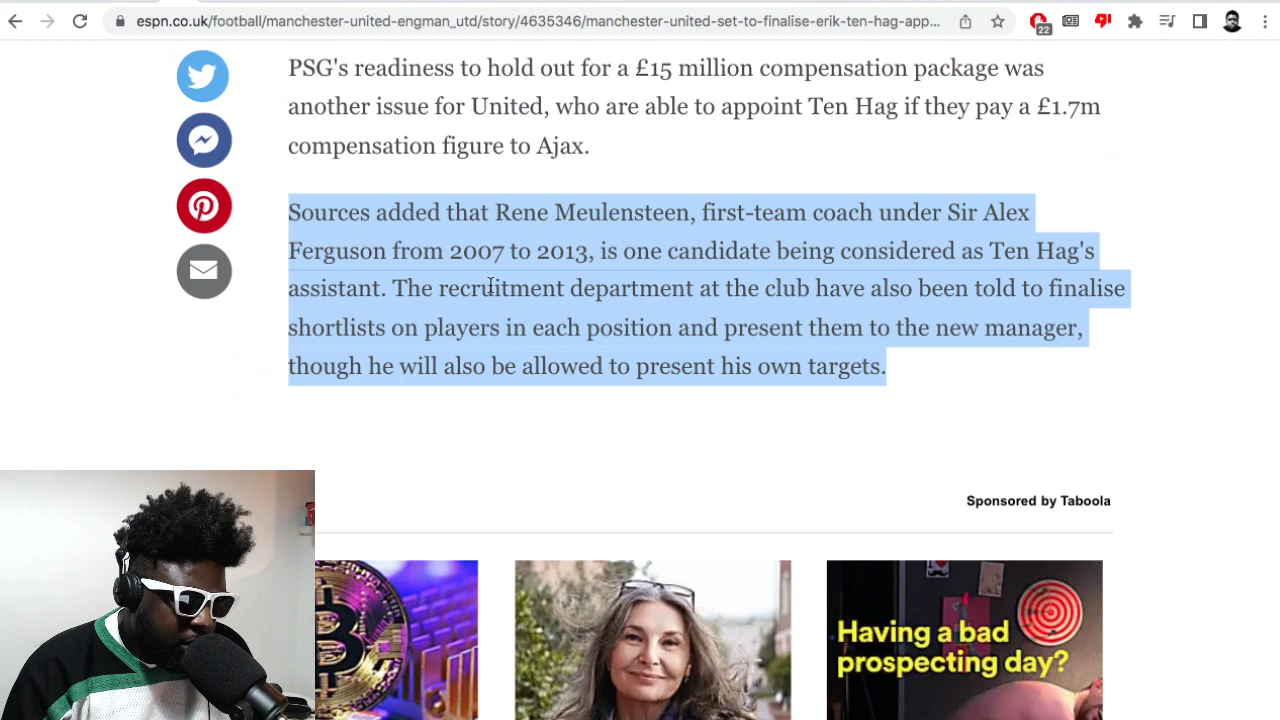 espn.co.uk/football/manchester-united-engman_utd/story/4635346/manchester-united-set-to-finalise-erik-ten-hag-app...
22
PSG's readiness to hold out for a £15 million compensation package was
another issue for United, who are able to appoint Ten Hag if they pay a £1.7m
compensation figure to Ajax.
Sources added that Rene Meulensteen, first-team coach under Sir Alex
Ferguson from 2007 to 2013, is one candidate being considered as Ten Hag's
assistant. The recruitment department at the club have also been told to finalise
shortlists on players in each position and present them to the new manager,
though he will also be allowed to present his own targets.
Sponsored by Taboola
Having a bad
prospecting day?